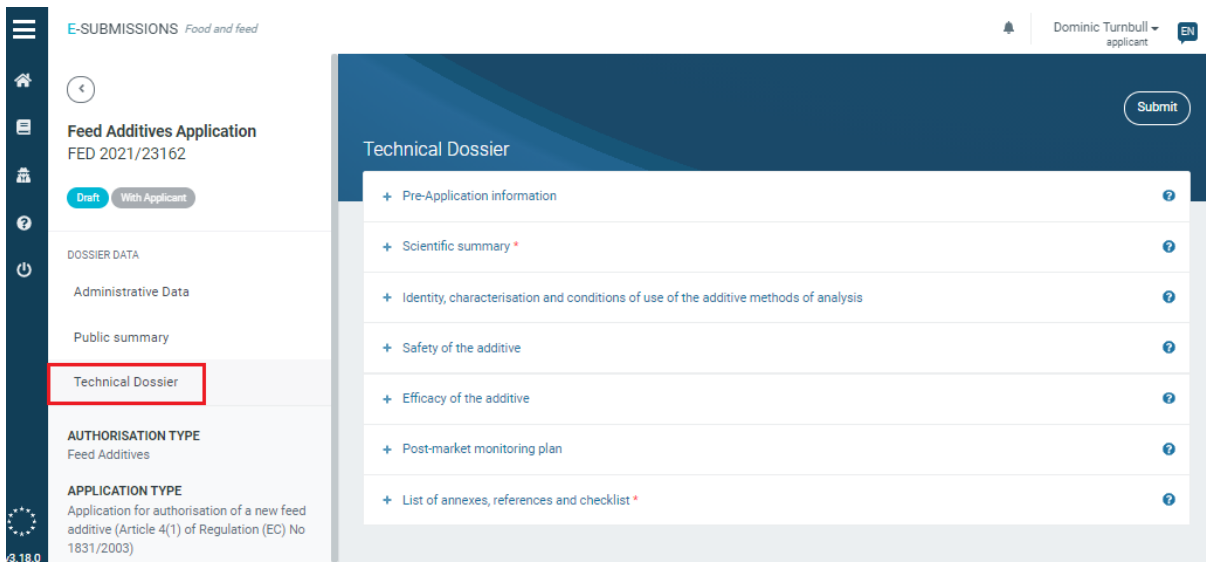 E-SUBMISSIONS Food and feed
Dominic Turnbull
applicant
EN
Feed Additives Application
FED 2021/23162
Draft
With Applicant
DOSSIER DATA
Administrative Data
Public summary
Technical Dossier
AUTHORISATION TYPE
Feed Additives
APPLICATION TYPE
Application for authorisation of a new feed
additive (Article 4(1) of Regulation (EC) No
1831/2003)
v3.18.0
Submit
Technical Dossier
+ Pre-Application information
+ Scientific summary *
+ Identity, characterisation and conditions of use of the additive methods of analysis
+ Safety of the additive
+ Efficacy of the additive
+ Post-market monitoring plan
+ List of annexes, references and checklist *